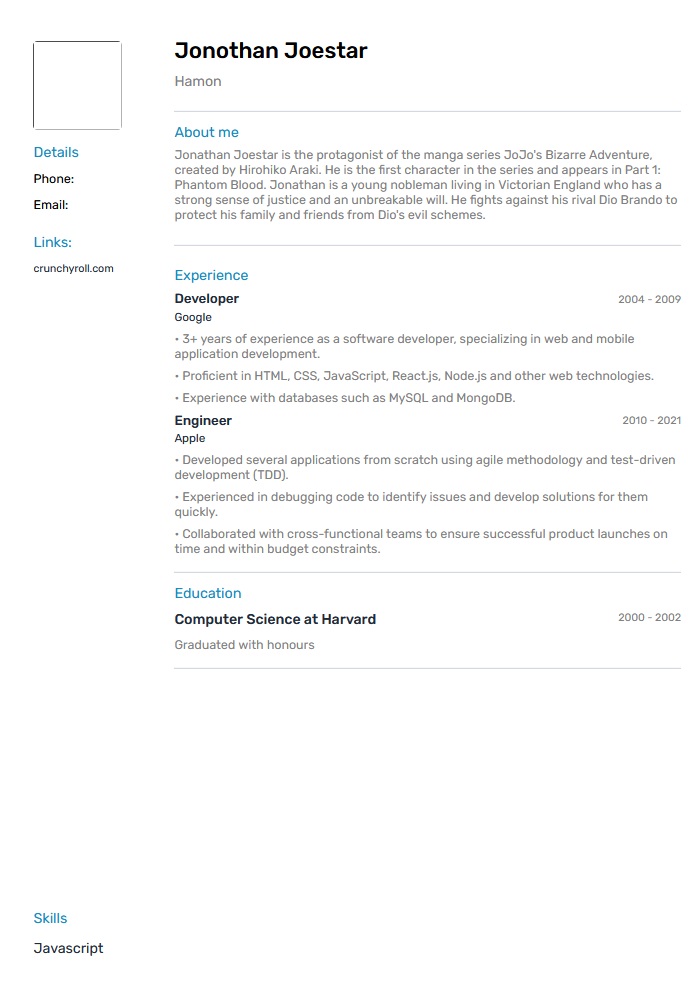 Jonothan Joestar
Hamon
Details
Phone:
Email:
Links:
crunchyroll.com
About me
Jonathan Joestar is the protagonist of the manga series JoJo's Bizarre Adventure,
created by Hirohiko Araki. He is the first character in the series and appears in Part 1:
Phantom Blood. Jonathan is a young nobleman living in Victorian England who has a
strong sense of justice and an unbreakable will. He fights against his rival Dio Brando to
protect his family and friends from Dio's evil schemes.
Experience
Developer 2004 - 2009
Google
• 3+ years of experience as a software developer, specializing in web and mobile
application development.
• Proficient in HTML, CSS, JavaScript, React.js, Node.js and other web technologies.
• Experience with databases such as MySQL and MongoDB.
Engineer 2010 - 2021
Apple
• Developed several applications from scratch using agile methodology and test-driven
development (TDD).
• Experienced in debugging code to identify issues and develop solutions for them
quickly.
• Collaborated with cross-functional teams to ensure successful product launches on
time and within budget constraints.
Education
Computer Science at Harvard 2000 - 2002
Graduated with honours
Skills
Javascript